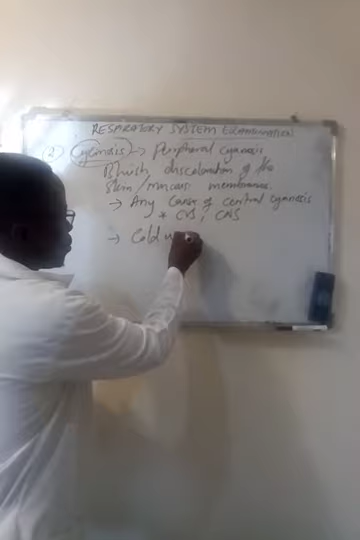 RESPIRATORY SYSTEM EXAMINATION
(2) Cyanosis → Peripheral cyanosis
Bluish discoloration of the
Skin / mucous membranes.
→ Any cause of central cyanosis
* CVS, CNS
→ Cold